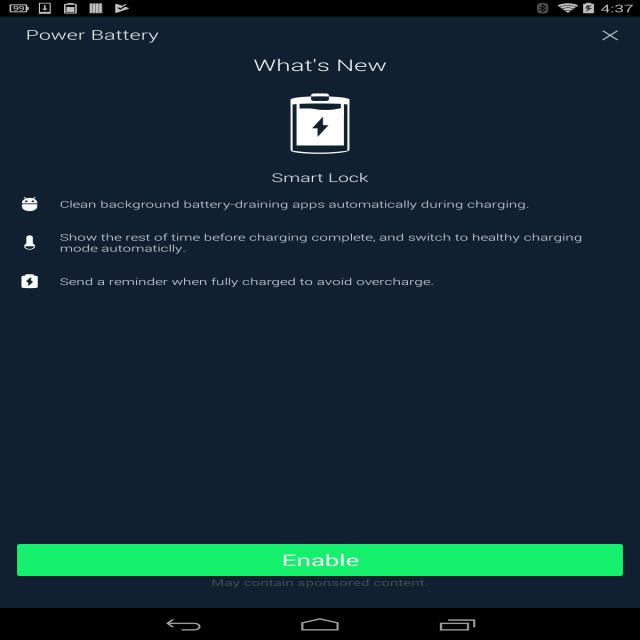 99
4:37
Power Battery
What's New
Smart Lock
Clean background battery-draining apps automatically during charging.
Show the rest of time before charging complete, and switch to healthy charging
mode automaticlly.
Send a reminder when fully charged to avoid overcharge.
Enable
May contain sponsored content.